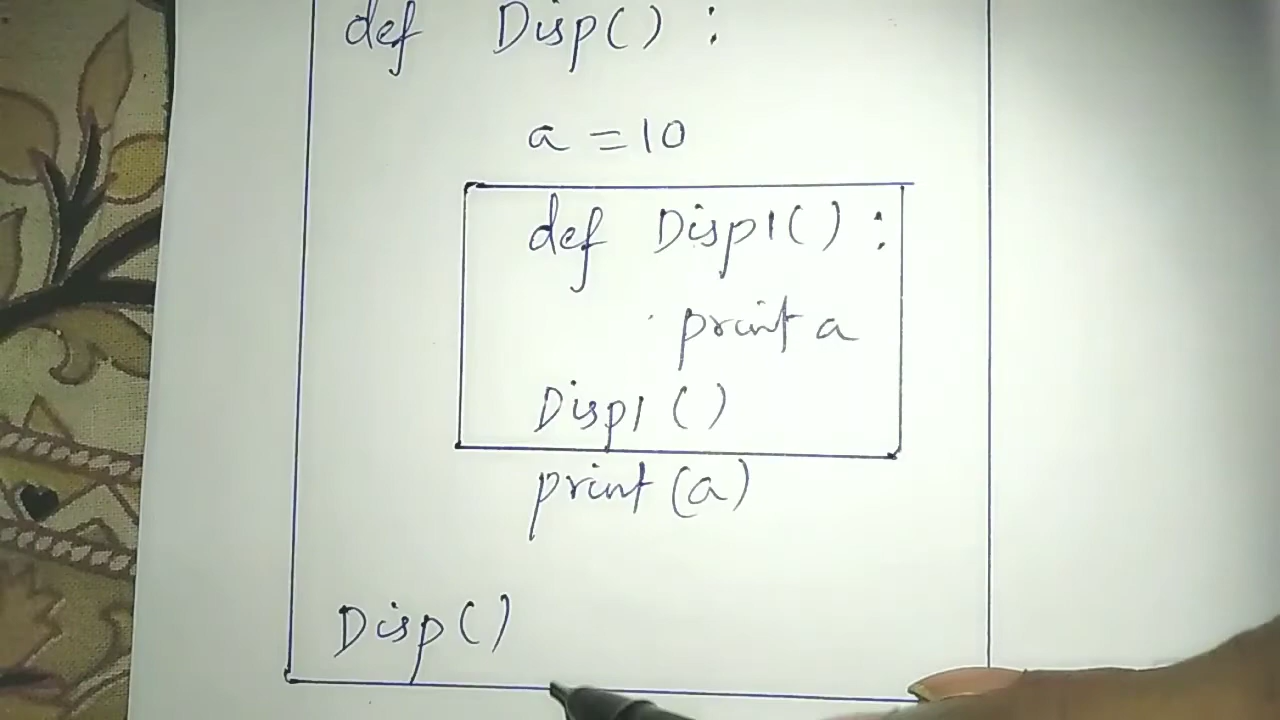 def Disp() :
a = 10
def Disp1() :
print a
Disp1 ()
print (a)
Disp()